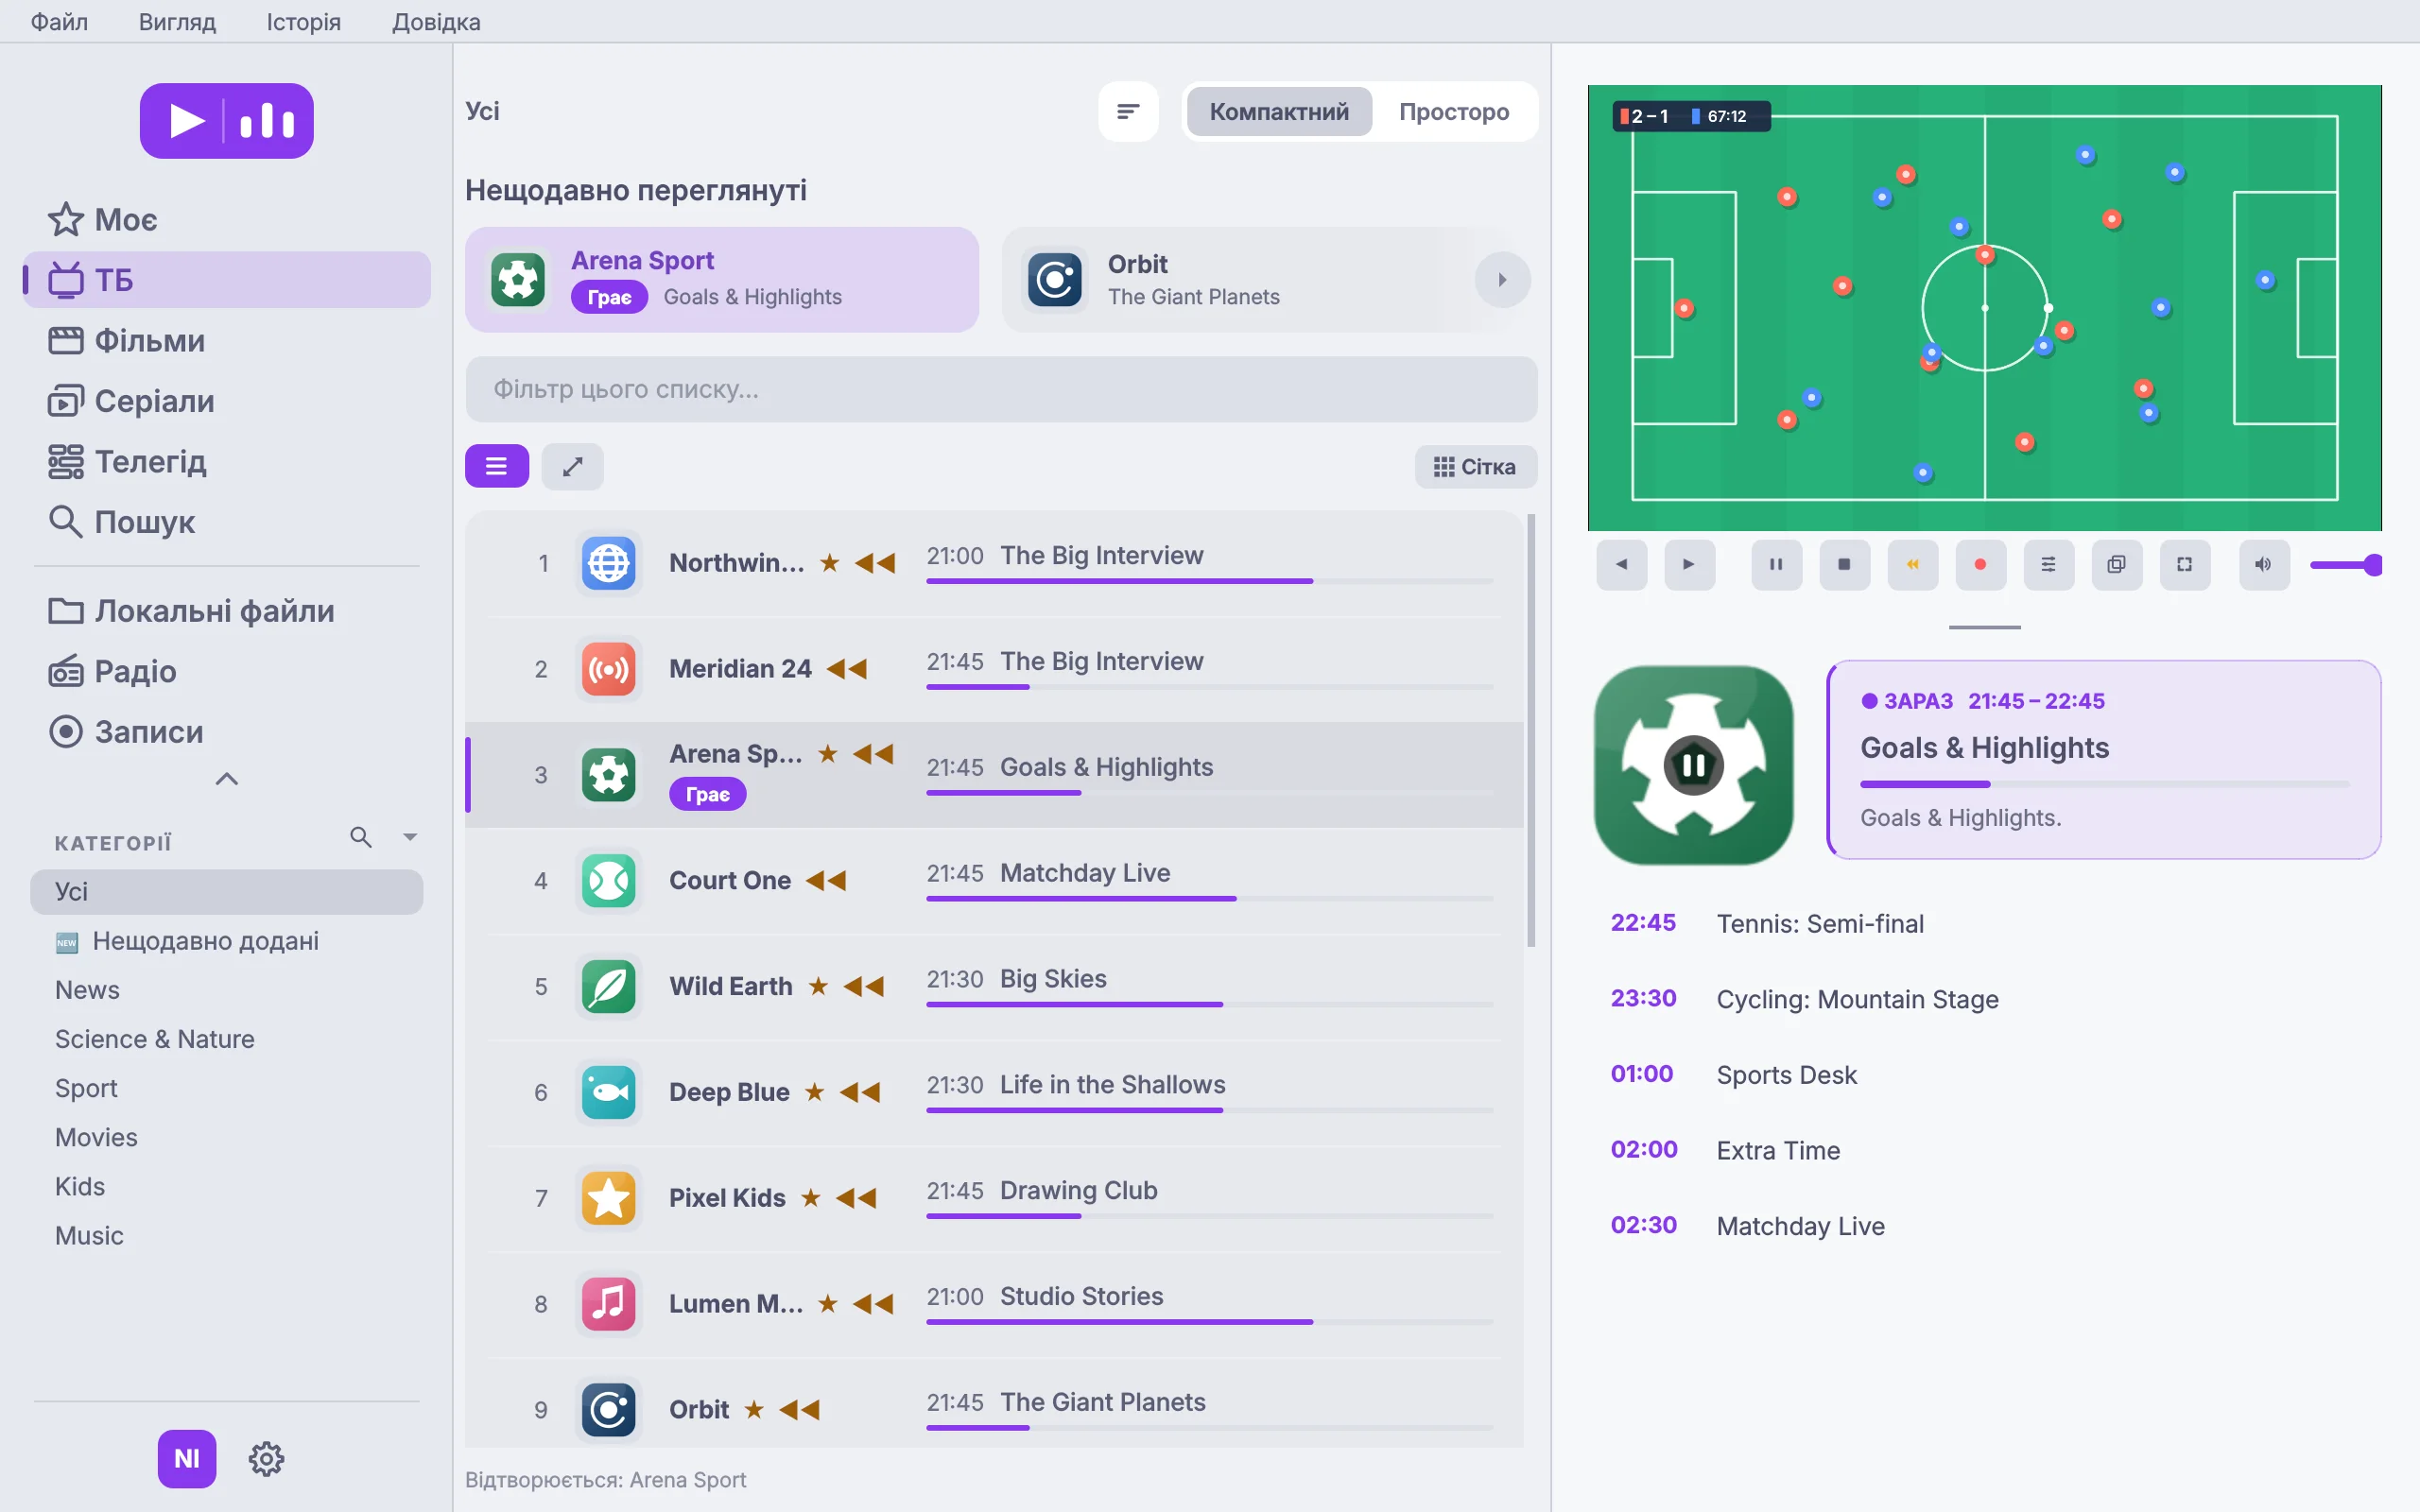 Файл Вигляд Історія Довідка
Моє
ТБ
Фільми
Серіали
Телегід
Пошук
Локальні файли
Радіо
Записи
КАТЕГОРІЇ
Усі
NEW Нещодавно додані
News
Science & Nature
Sport
Movies
Kids
Music
NI
Усі
Компактний Просторо
Нещодавно переглянуті
Arena Sport
Грає Goals & Highlights
Orbit
The Giant Planets
Фільтр цього списку...
Сітка
1 Northwin... 21:00 The Big Interview
2 Meridian 24 21:45 The Big Interview
3 Arena Sp... 21:45 Goals & Highlights
Грає
4 Court One 21:45 Matchday Live
5 Wild Earth 21:30 Big Skies
6 Deep Blue 21:30 Life in the Shallows
7 Pixel Kids 21:45 Drawing Club
8 Lumen M... 21:00 Studio Stories
9 Orbit 21:45 The Giant Planets
Відтворюється: Arena Sport
2 – 1 67:12
ЗАРАЗ 21:45 – 22:45
Goals & Highlights
Goals & Highlights.
22:45 Tennis: Semi-final
23:30 Cycling: Mountain Stage
01:00 Sports Desk
02:00 Extra Time
02:30 Matchday Live